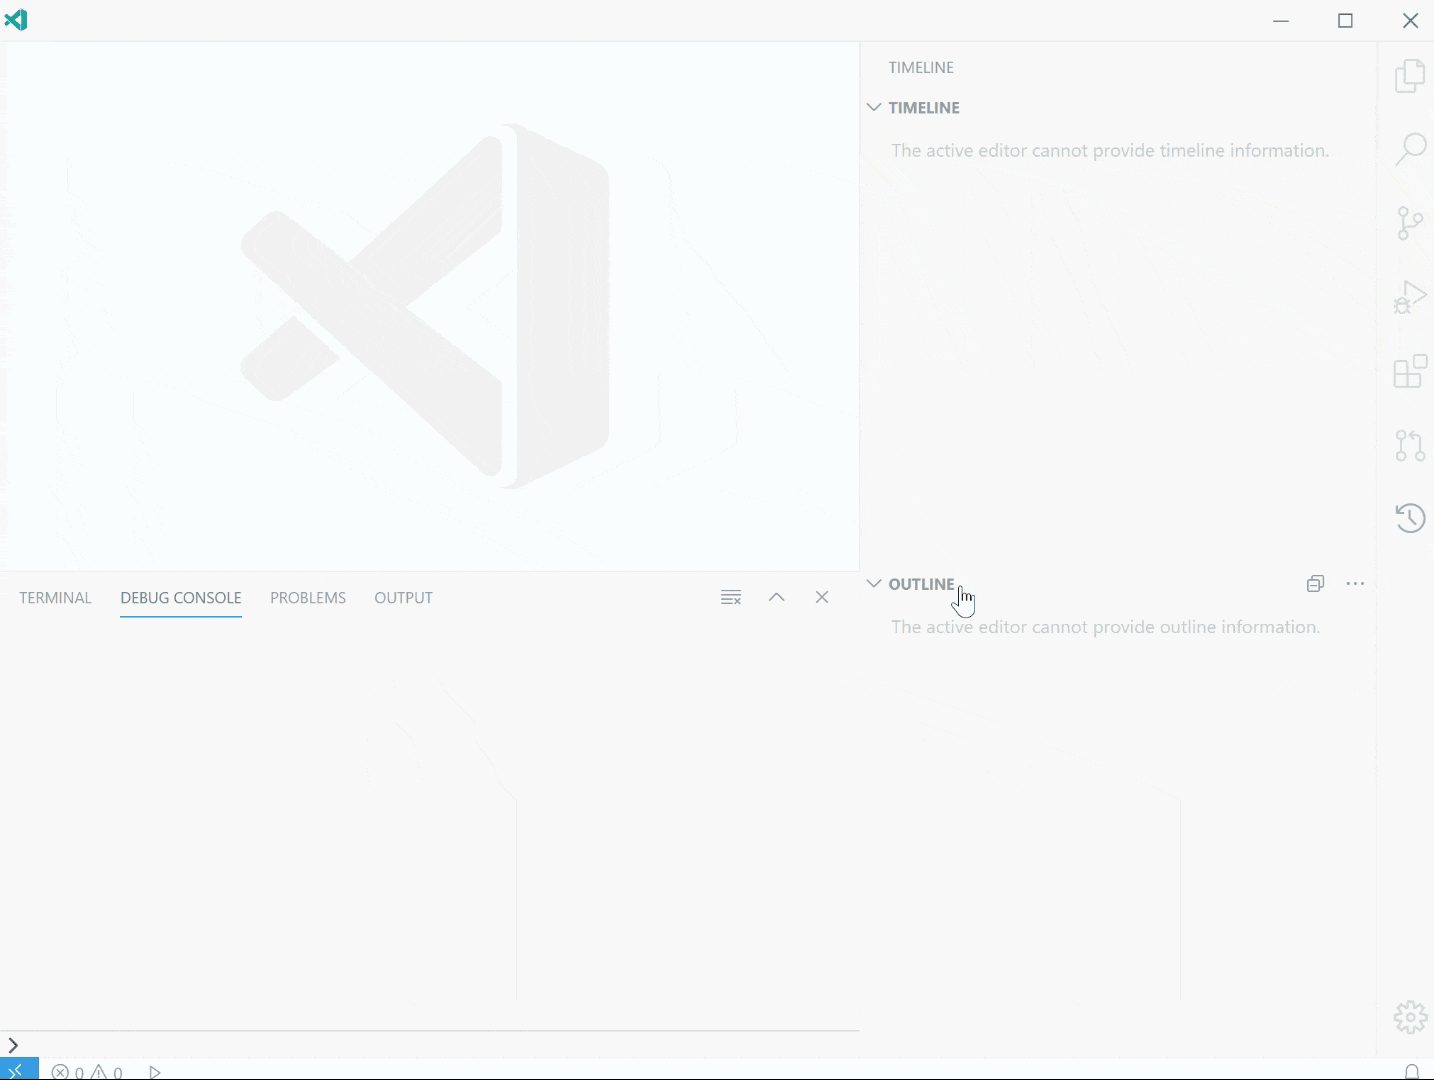 TIMELINE
TIMELINE
The active editor cannot provide timeline information.
OUTLINE
The active editor cannot provide outline information.
TERMINAL DEBUG CONSOLE PROBLEMS OUTPUT
0 0